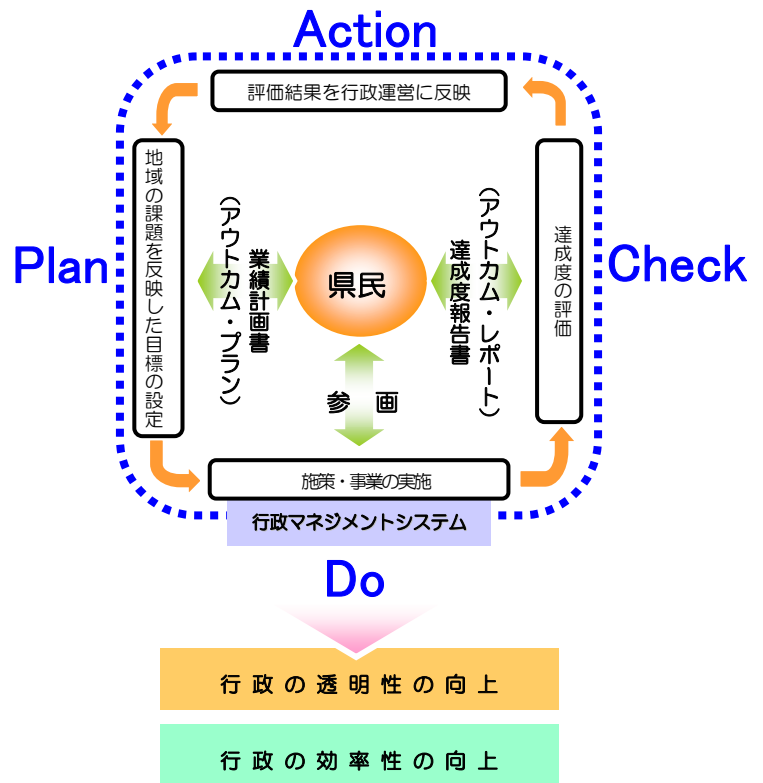 Action
評価結果を行政運営に反映
Plan
地域の課題を反映した目標の設定
(アウトカム・プラン)
業績計画書
県民
達成度報告書
(アウトカム・レポート)
達成度の評価
Check
参 画
施策・事業の実施
行政マネジメントシステム
Do
行政の透明性の向上
行政の効率性の向上